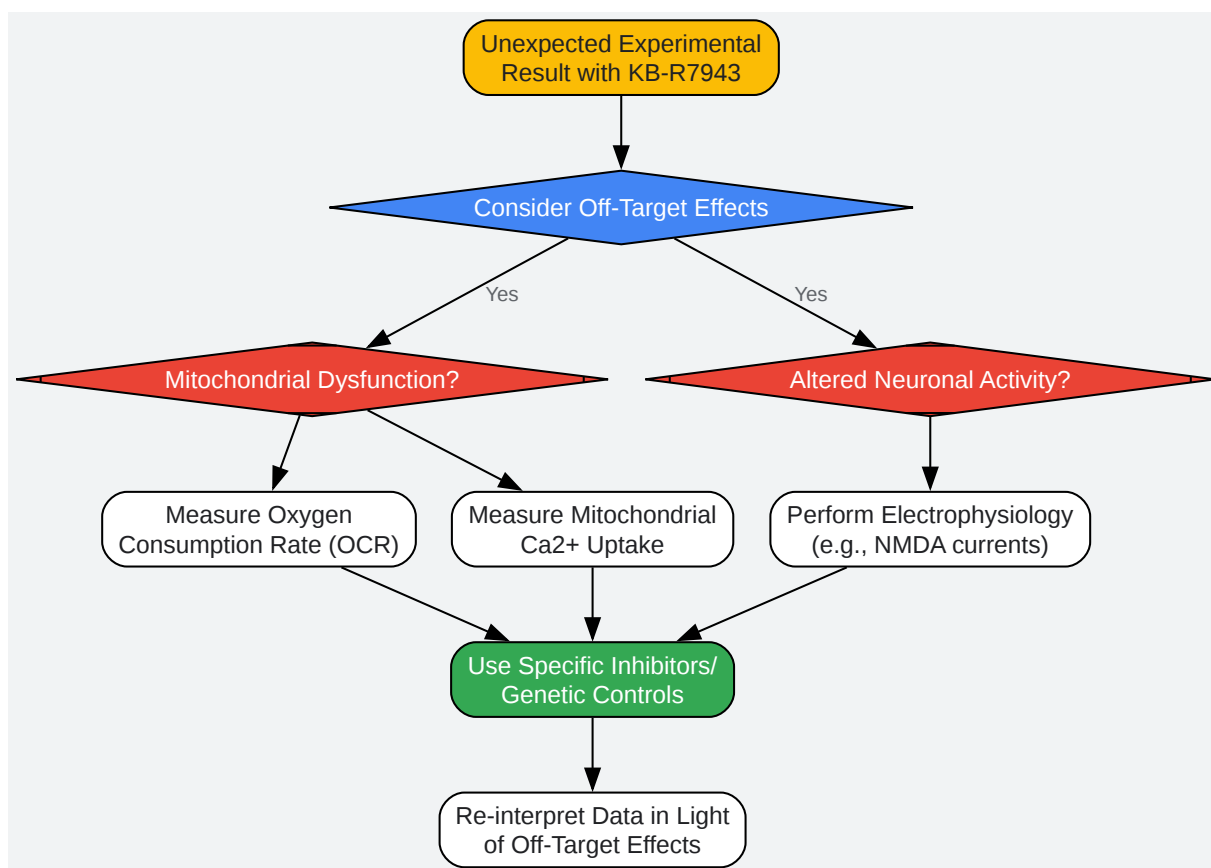 Unexpected Experimental
Result with KB-R7943
Consider Off-Target Effects
Yes
Yes
Mitochondrial Dysfunction?
Altered Neuronal Activity?
Measure Oxygen
Consumption Rate (OCR)
Measure Mitochondrial
Ca2+ Uptake
Perform Electrophysiology
(e.g., NMDA currents)
Use Specific Inhibitors/
Genetic Controls
Re-interpret Data in Light
of Off-Target Effects